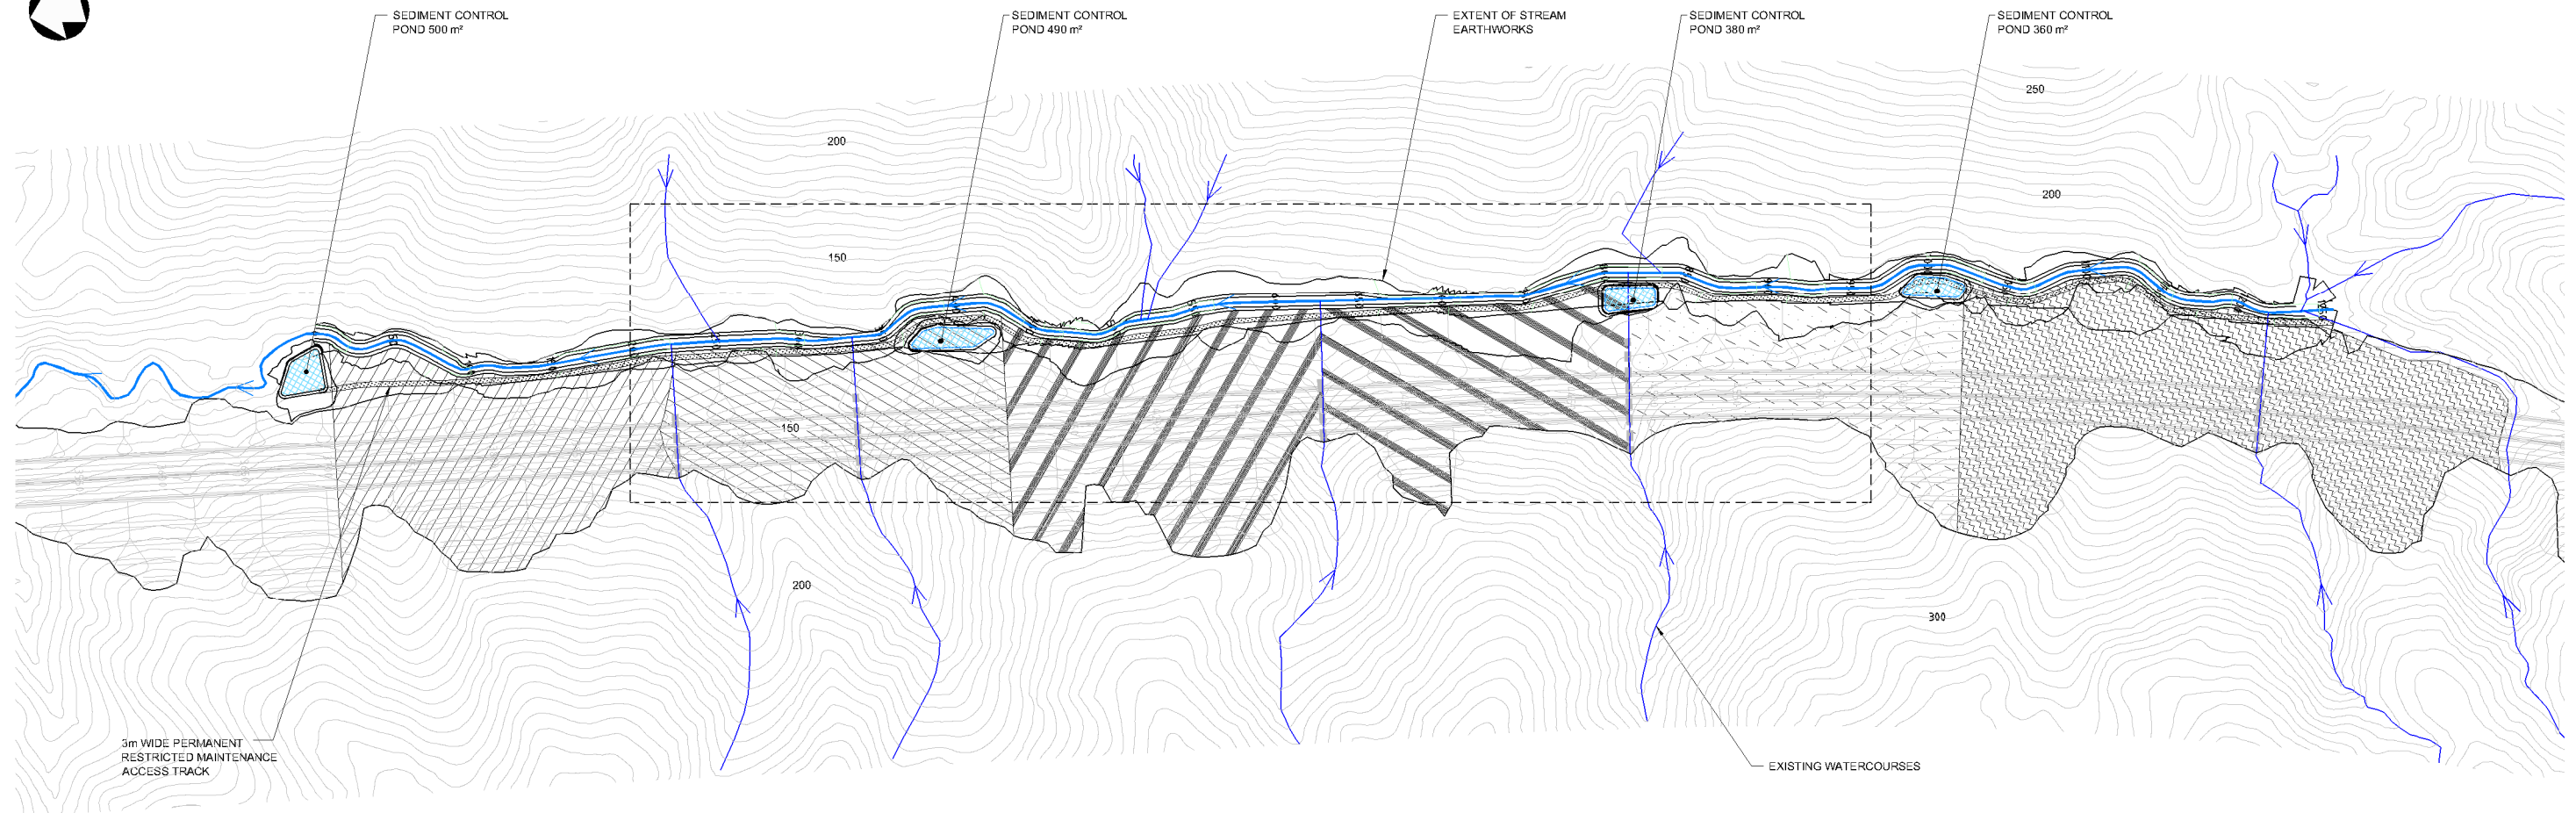 SEDIMENT CONTROL
POND 500 m²
SEDIMENT CONTROL
POND 490 m²
EXTENT OF STREAM
EARTHWORKS
SEDIMENT CONTROL
POND 380 m²
SEDIMENT CONTROL
POND 360 m²
250
200
200
150
150
200
300
3m WIDE PERMANENT
RESTRICTED MAINTENANCE
ACCESS TRACK
EXISTING WATERCOURSES